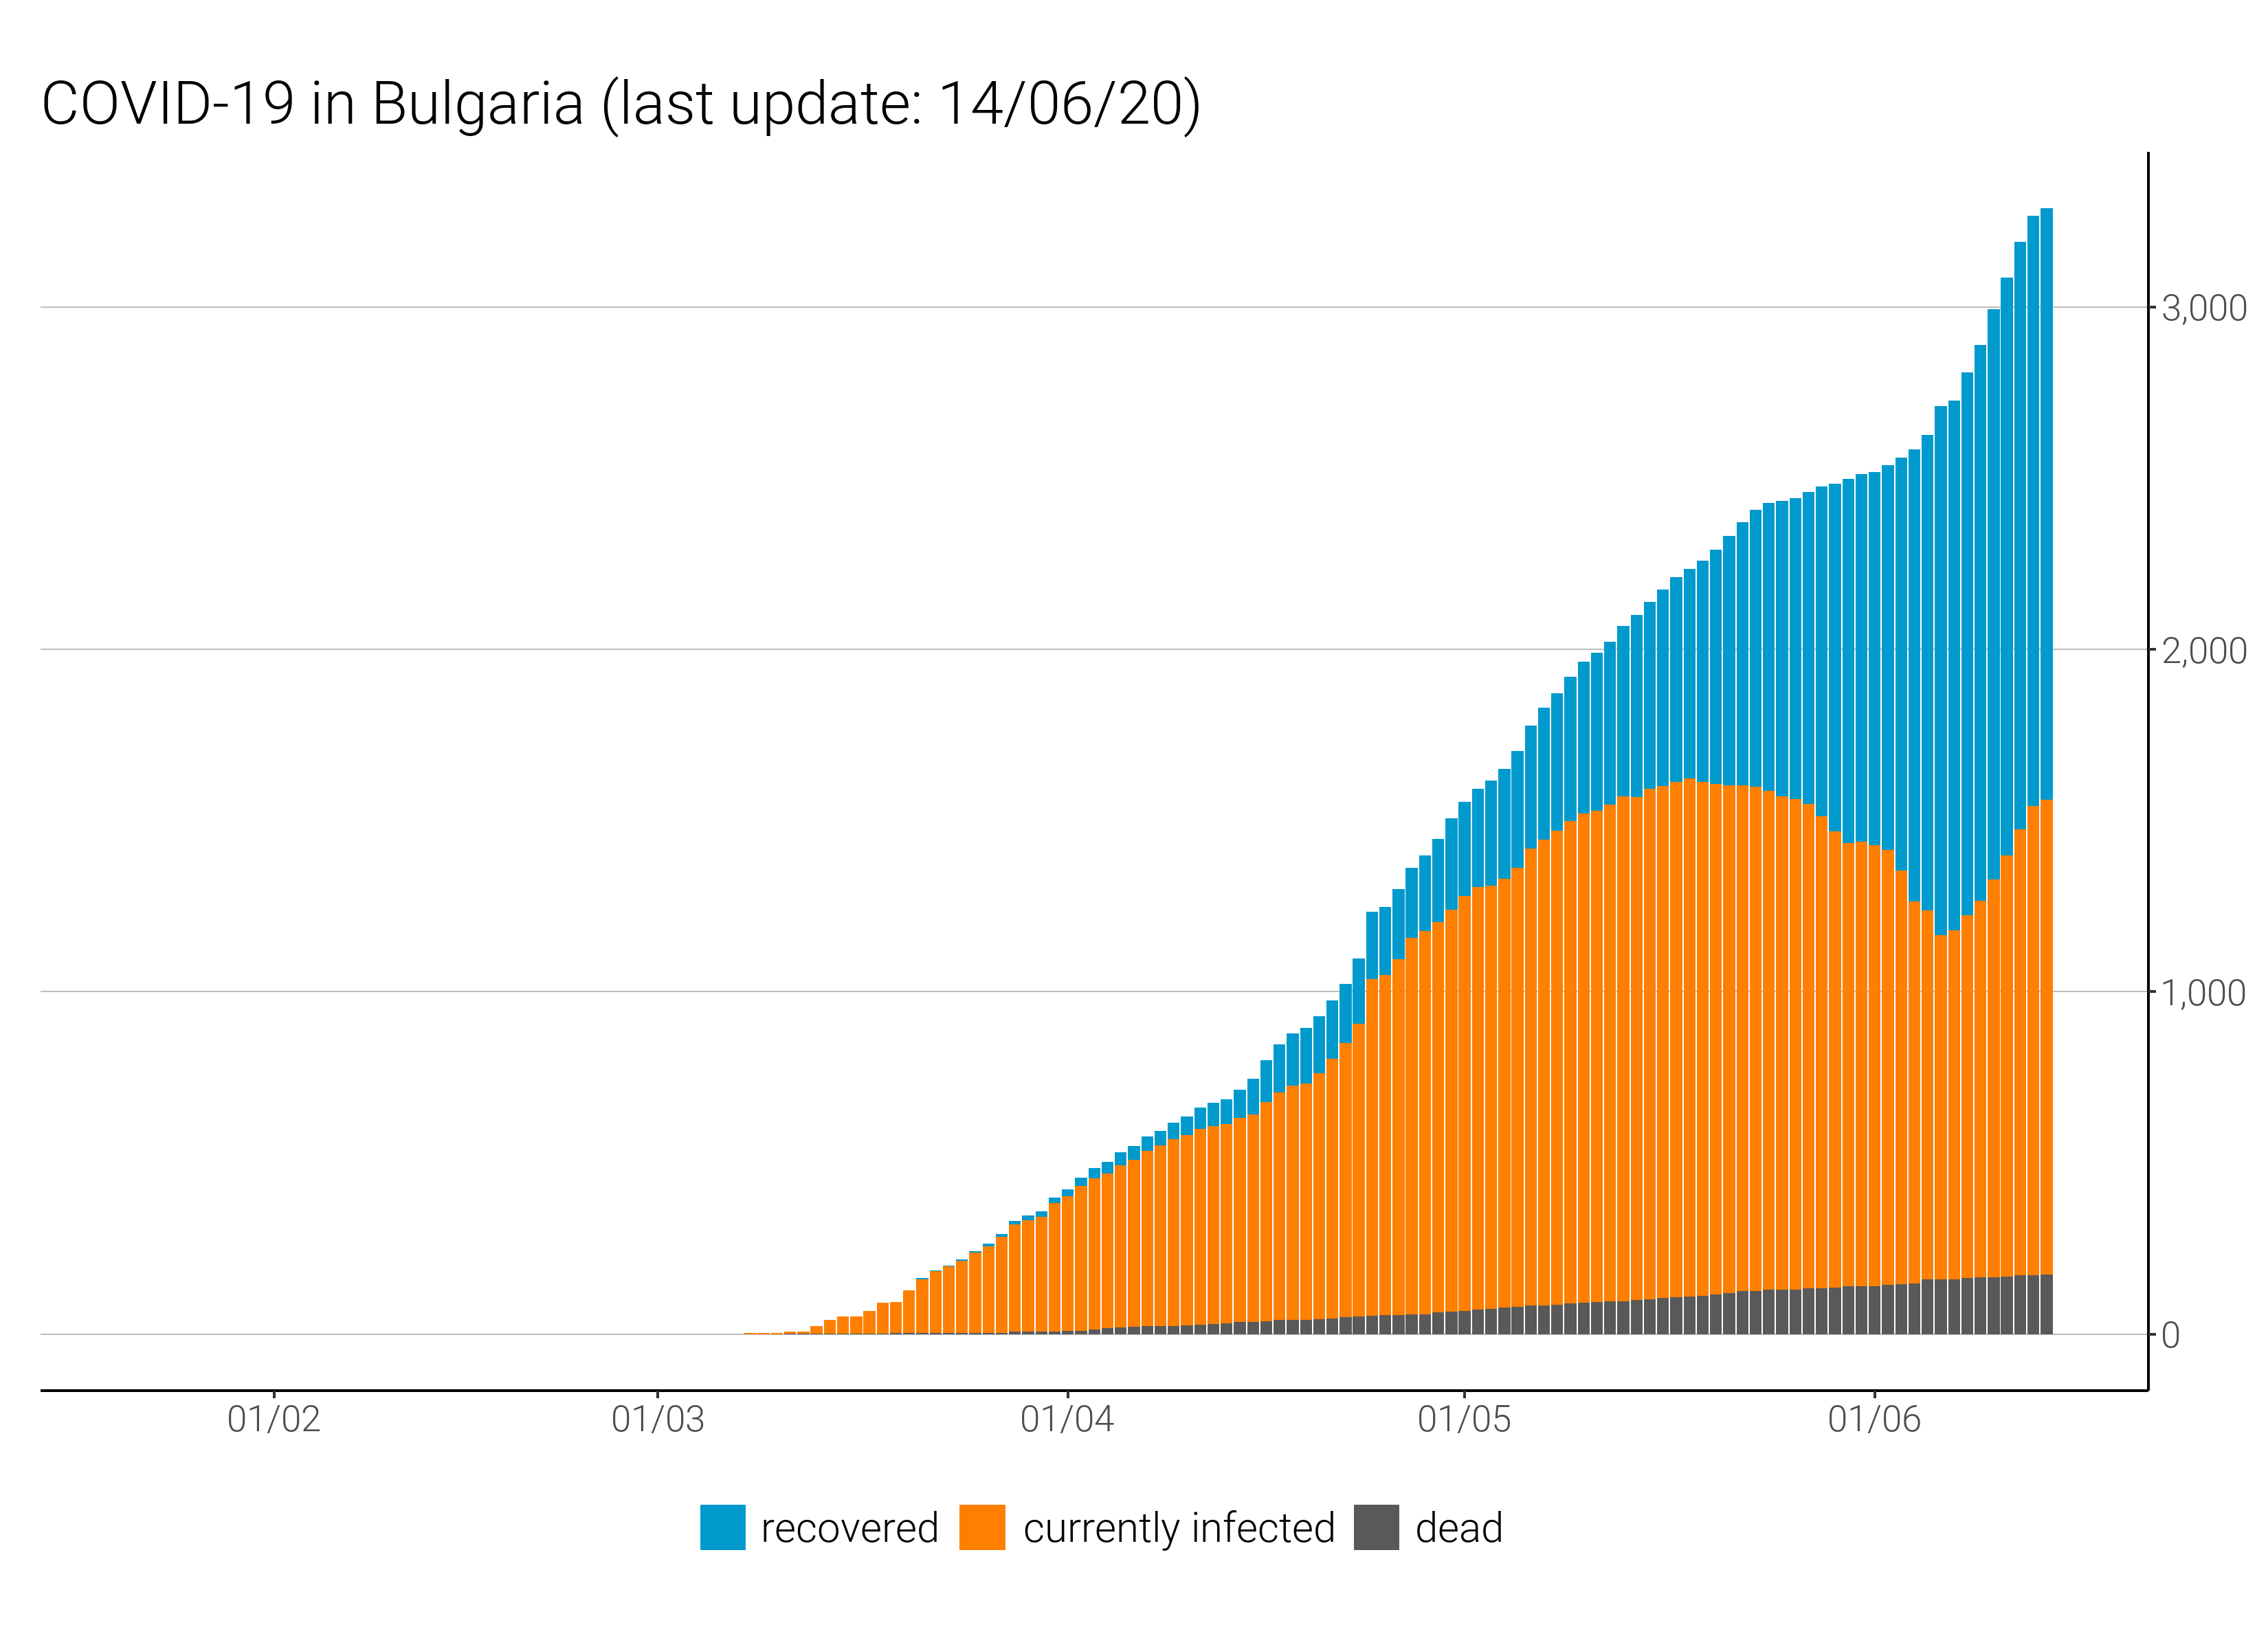 COVID-19 in Bulgaria (last update: 14/06/20)
3,000
2,000
1,000
0
01/02 01/03 01/04 01/05 01/06
recovered currently infected dead